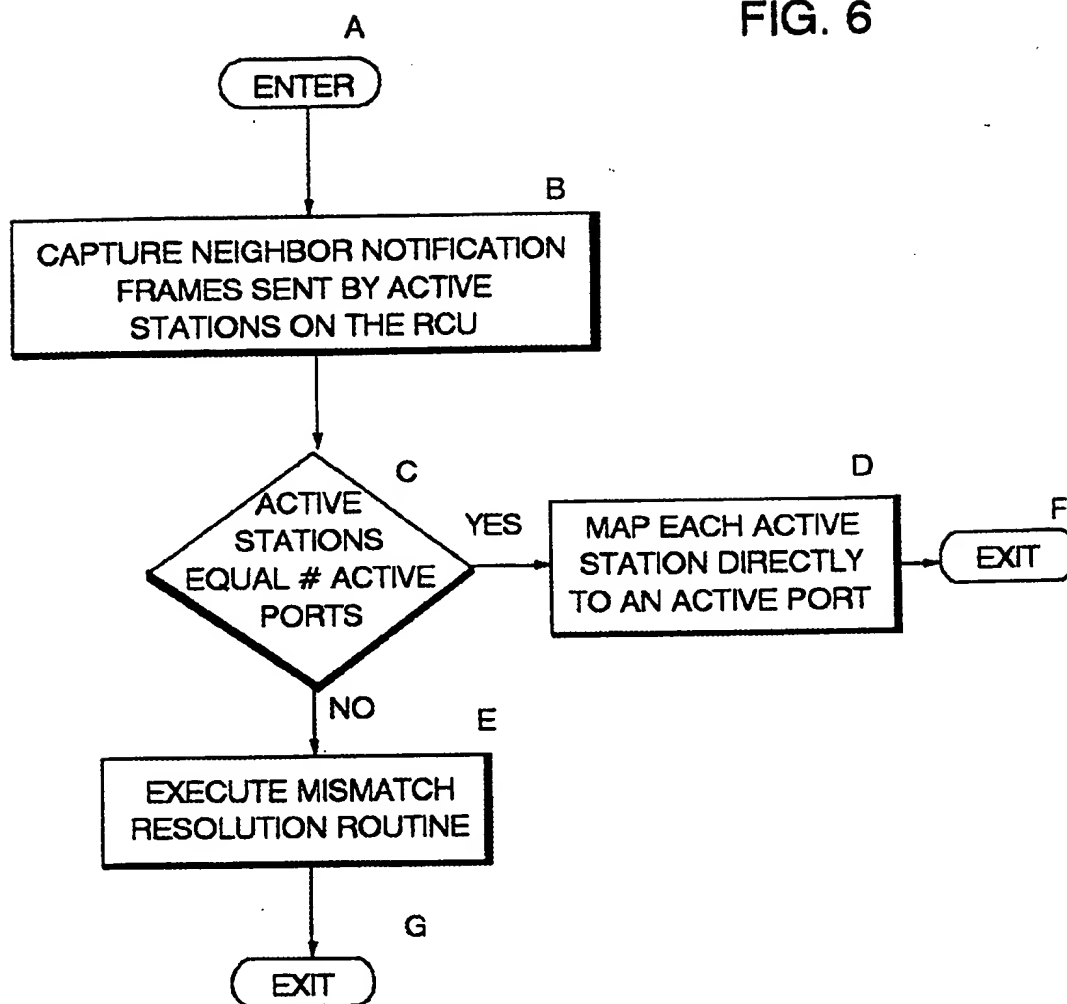 FIG. 6
A
ENTER
B
CAPTURE NEIGHBOR NOTIFICATION
FRAMES SENT BY ACTIVE
STATIONS ON THE RCU
C
ACTIVE
STATIONS
EQUAL # ACTIVE
PORTS
YES
D
MAP EACH ACTIVE
STATION DIRECTLY
TO AN ACTIVE PORT
F
EXIT
NO
E
EXECUTE MISMATCH
RESOLUTION ROUTINE
G
EXIT